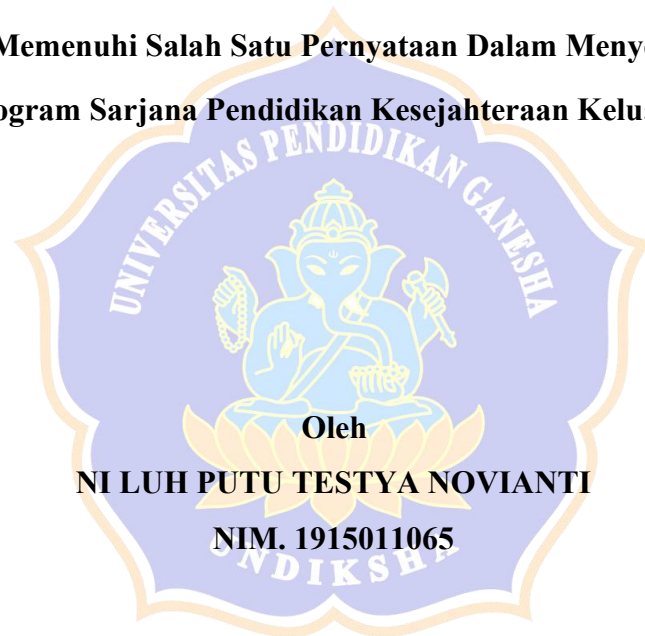 Memenuhi Salah Satu Pernyataan Dalam Menye
ogram Sarjana Pendidikan Kesejahteraan Kelu
UNIVERSITAS PENDIDIKAN GANESHA
Oleh
NI LUH PUTU TESTYA NOVIANTI
NIM. 1915011065
UNDIKSHA